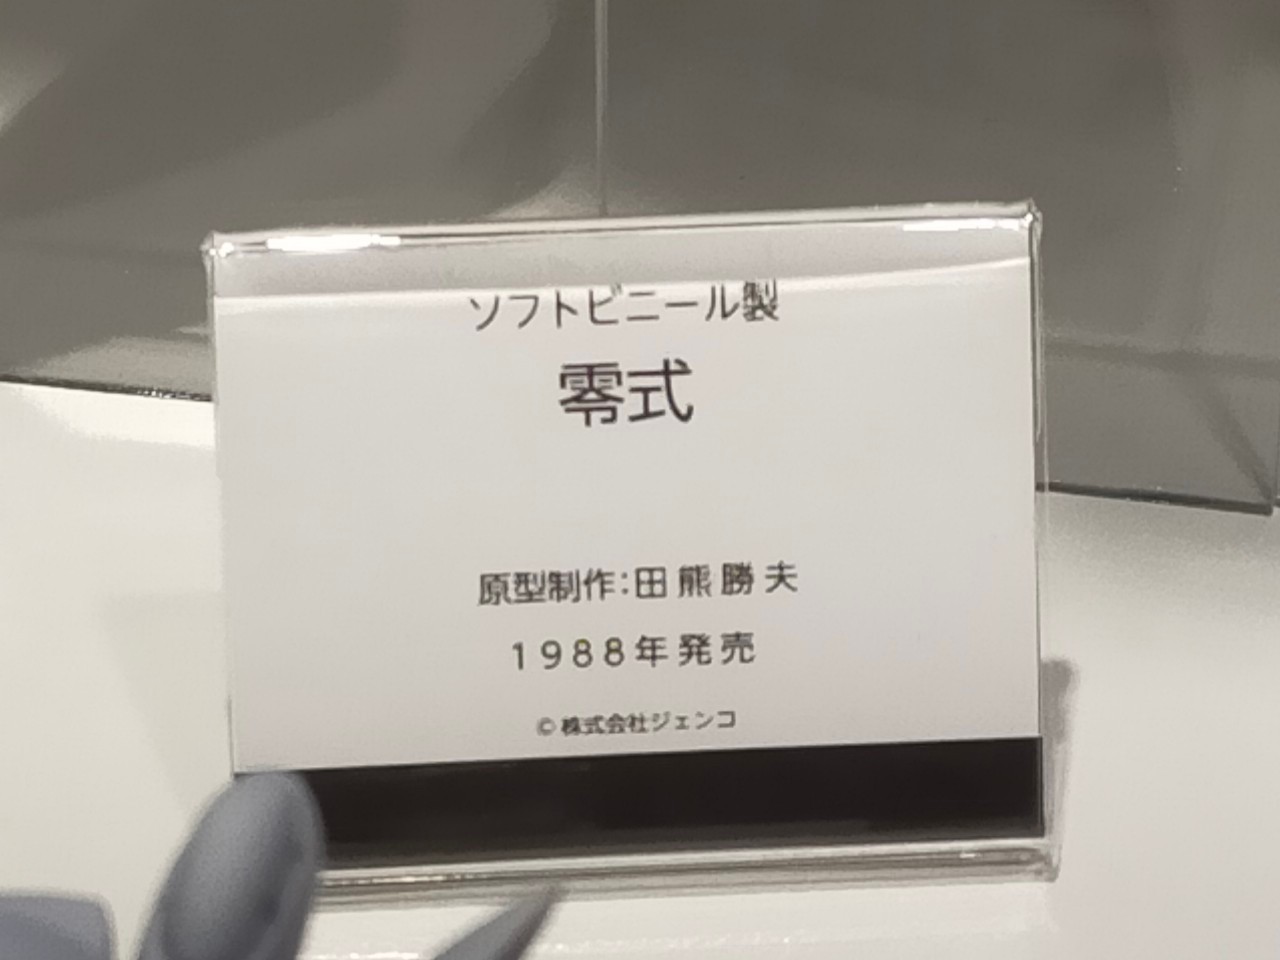 ソフトビニール製
零式
原型制作:田熊勝夫
1988年発売
© 株式会社ジェンコ